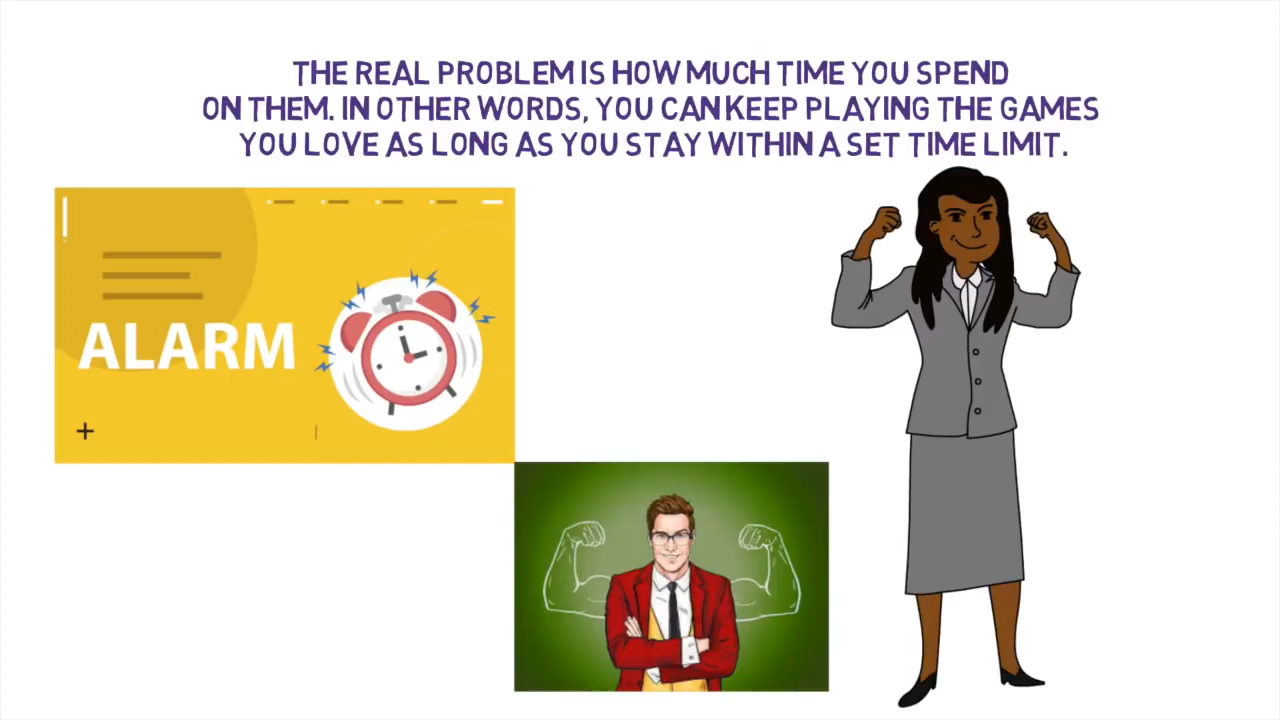 THE REAL PROBLEM IS HOW MUCH TIME YOU SPEND
ON THEM. IN OTHER WORDS, YOU CAN KEEP PLAYING THE GAMES
YOU LOVE AS LONG AS YOU STAY WITHIN A SET TIME LIMIT.
ALARM